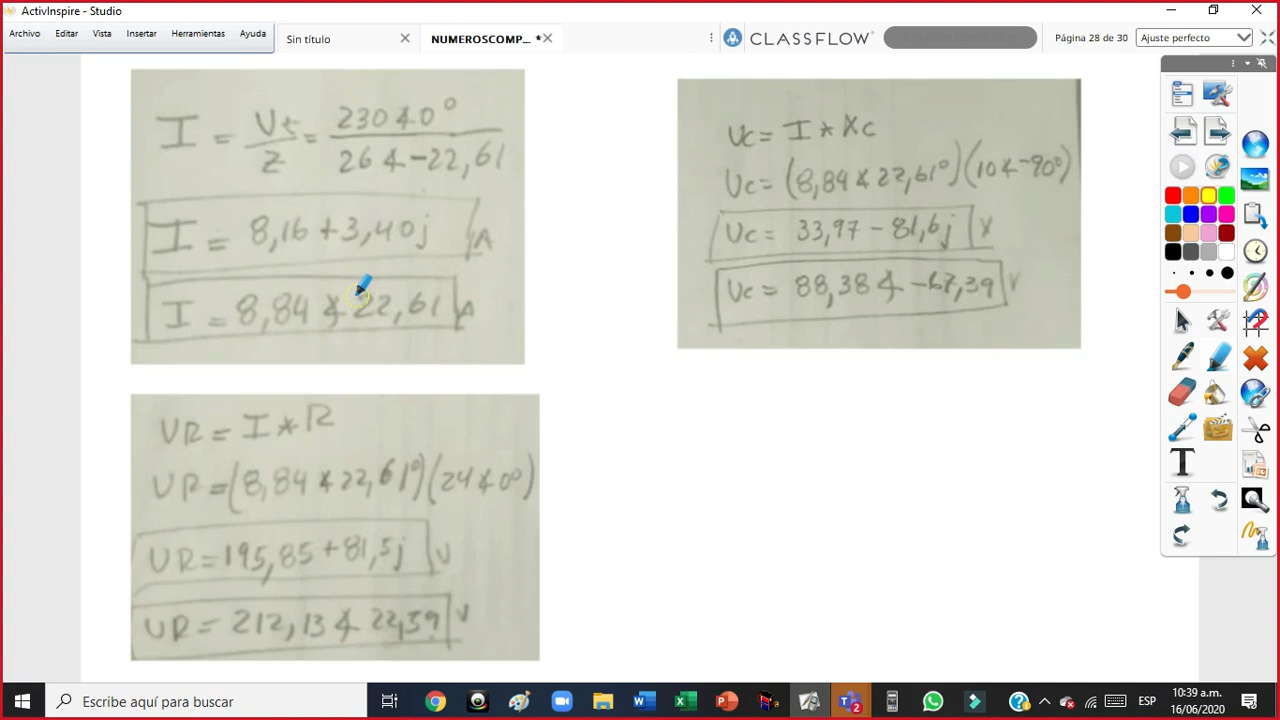 ActivInspire - Studio
Archivo Editar Vista Insertar Herramientas Ayuda
Sin título
NUMEROSCOMP... *
CLASSFLOW
Página 28 de 30
Ajuste perfecto
I = Vt/Z = 230∡0° / 26∡-22,61
I = 8,16 + 3,40j A
I = 8,84 ∡ 22,61 A
VR = I * R
VR = (8,84 ∡ 22,61°)(24∡0°)
VR = 195,85 + 81,5j V
VR = 212,13 ∡ 22,59 V
Vc = I * Xc
Vc = (8,84 ∡ 22,61°)(10∡-90°)
Vc = 33,97 - 81,6j V
Vc = 88,38 ∡ -67,39 V
Escribe aquí para buscar
2
ESP
10:39 a.m.
16/06/2020